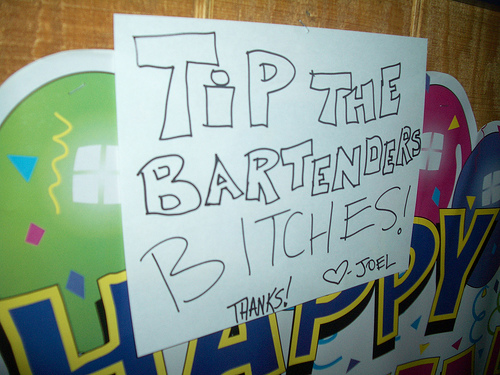 TiP THE
BARTENDERS
BITCHES!
♡-JOEL
THANKS!
HAPPY